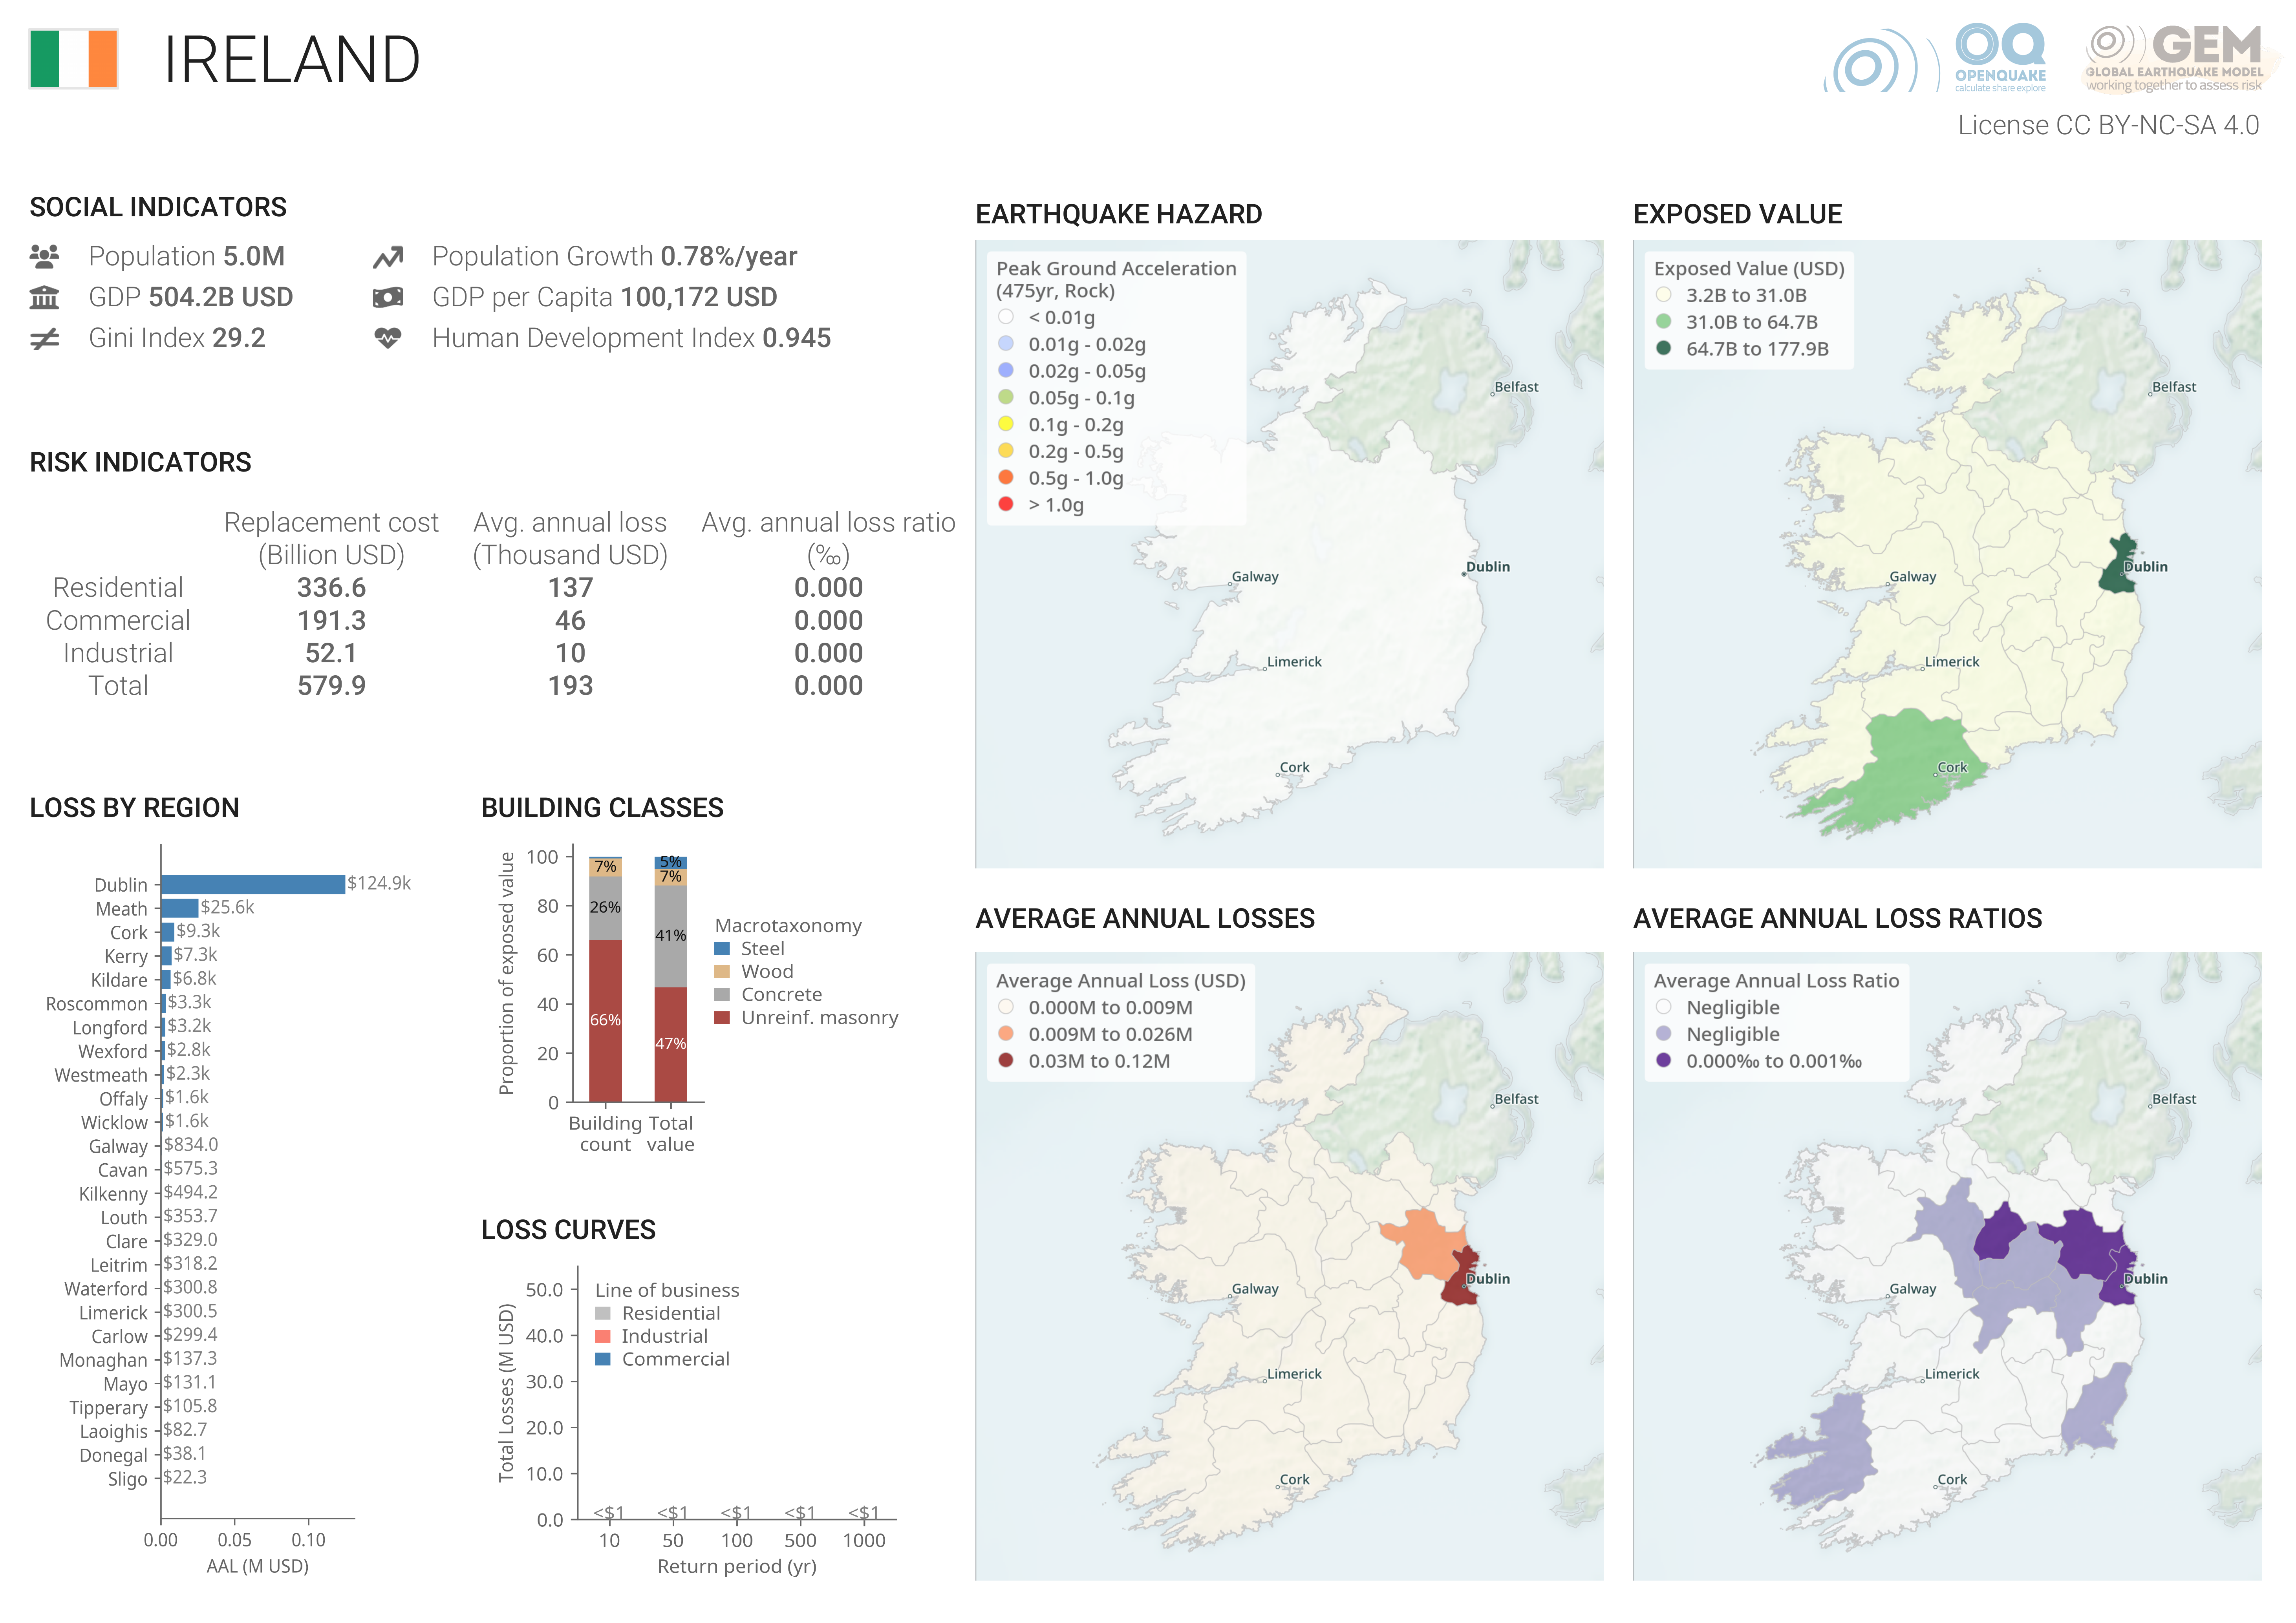 IRELAND
OQ
OPENQUAKE
calculate share explore
GEM
GLOBAL EARTHQUAKE MODEL
working together to assess risk
License CC BY-NC-SA 4.0
SOCIAL INDICATORS
Population 5.0M
Population Growth 0.78%/year
GDP 504.2B USD
GDP per Capita 100,172 USD
Gini Index 29.2
Human Development Index 0.945
RISK INDICATORS
Replacement cost Avg. annual loss Avg. annual loss ratio
(Billion USD) (Thousand USD) (‰)
Residential 336.6 137 0.000
Commercial 191.3 46 0.000
Industrial 52.1 10 0.000
Total 579.9 193 0.000
LOSS BY REGION
Dublin $124.9k
Meath $25.6k
Cork $9.3k
Kerry $7.3k
Kildare $6.8k
Roscommon $3.3k
Longford $3.2k
Wexford $2.8k
Westmeath $2.3k
Offaly $1.6k
Wicklow $1.6k
Galway $834.0
Cavan $575.3
Kilkenny $494.2
Louth $353.7
Clare $329.0
Leitrim $318.2
Waterford $300.8
Limerick $300.5
Carlow $299.4
Monaghan $137.3
Mayo $131.1
Tipperary $105.8
Laoighis $82.7
Donegal $38.1
Sligo $22.3
0.00 0.05 0.10
AAL (M USD)
BUILDING CLASSES
Proportion of exposed value
100
80
60
40
20
0
7%
26%
66%
5%
7%
41%
47%
Building count
Total value
Macrotaxonomy
Steel
Wood
Concrete
Unreinf. masonry
LOSS CURVES
Total Losses (M USD)
50.0
40.0
30.0
20.0
10.0
0.0
Line of business
Residential
Industrial
Commercial
<$1 <$1 <$1 <$1 <$1
10 50 100 500 1000
Return period (yr)
EARTHQUAKE HAZARD
Peak Ground Acceleration
(475yr, Rock)
< 0.01g
0.01g - 0.02g
0.02g - 0.05g
0.05g - 0.1g
0.1g - 0.2g
0.2g - 0.5g
0.5g - 1.0g
> 1.0g
Belfast
Galway
Dublin
Limerick
Cork
EXPOSED VALUE
Exposed Value (USD)
3.2B to 31.0B
31.0B to 64.7B
64.7B to 177.9B
Belfast
Galway
Dublin
Limerick
Cork
AVERAGE ANNUAL LOSSES
Average Annual Loss (USD)
0.000M to 0.009M
0.009M to 0.026M
0.03M to 0.12M
Belfast
Galway
Dublin
Limerick
Cork
AVERAGE ANNUAL LOSS RATIOS
Average Annual Loss Ratio
Negligible
Negligible
0.000‰ to 0.001‰
Belfast
Galway
Dublin
Limerick
Cork